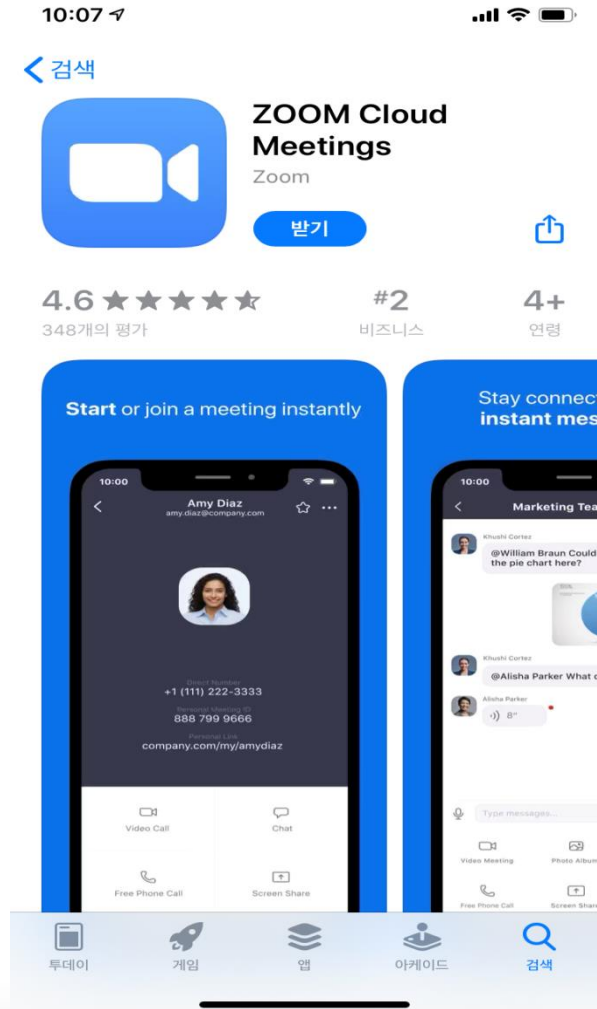 10:07
검색
ZOOM Cloud
Meetings
Zoom
받기
4.6
#2
4+
348개의 평가
비즈니스
연령
Start or join a meeting instantly
10:00
Amy Diaz
amy.diaz@company.com
Direct Number
+1 (111) 222-3333
Personal Meeting ID
888 799 9666
Personal Link
company.com/my/amydiaz
Video Call
Chat
Free Phone Call
Screen Share
Stay connec
instant mes
10:00
Marketing Tea
Khushi Cortez
@William Braun Could
the pie chart here?
Khushi Cortez
@Alisha Parker What
Alisha Parker
8"
Type messages...
Video Meeting
Photo Album
Free Phone Call
Screen Share
투데이
게임
앱
아케이드
검색